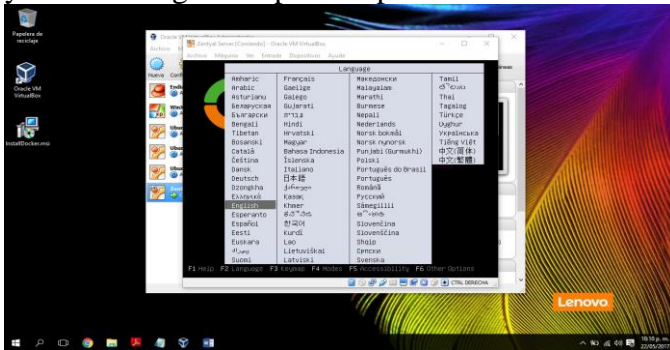 Papelera de
reciclaje
Oracle VM
VirtualBox
InstallDocker.msi
Zentyal Server [Corriendo] - Oracle VM VirtualBox
Archivo Máquina Ver Entrada Dispositivos Ayuda
Language
Amharic Français Македонски Tamil
Arabic Gaeilge Malayalam
Asturianu Galego Marathi Thai
Беларуская Gujarati Burmese Tagalog
Български עברית Nepali Türkçe
Bengali Hindi Nederlands Uyghur
Tibetan Hrvatski Norsk bokmål Українська
Bosanski Magyar Norsk nynorsk Tiếng Việt
Català Bahasa Indonesia Punjabi (Gurmukhi) 中文(简体)
Čeština Íslenska Polski 中文(繁體)
Dansk Italiano Português do Brasil
Deutsch 日本語 Português
Dzongkha Română
Ελληνικά Қазақ Русский
English Khmer Sámegillii
Esperanto
Español 한국어 Slovenčina
Eesti Kurdî Slovenščina
Euskara Lao Shqip
Lietuviškai Српски
Suomi Latviski Svenska
F1 Help F2 Language F3 Keymap F4 Modes F5 Accessibility F6 Other Options
CTRL DERECHA
Lenovo
10:10 p. m.
22/05/2017